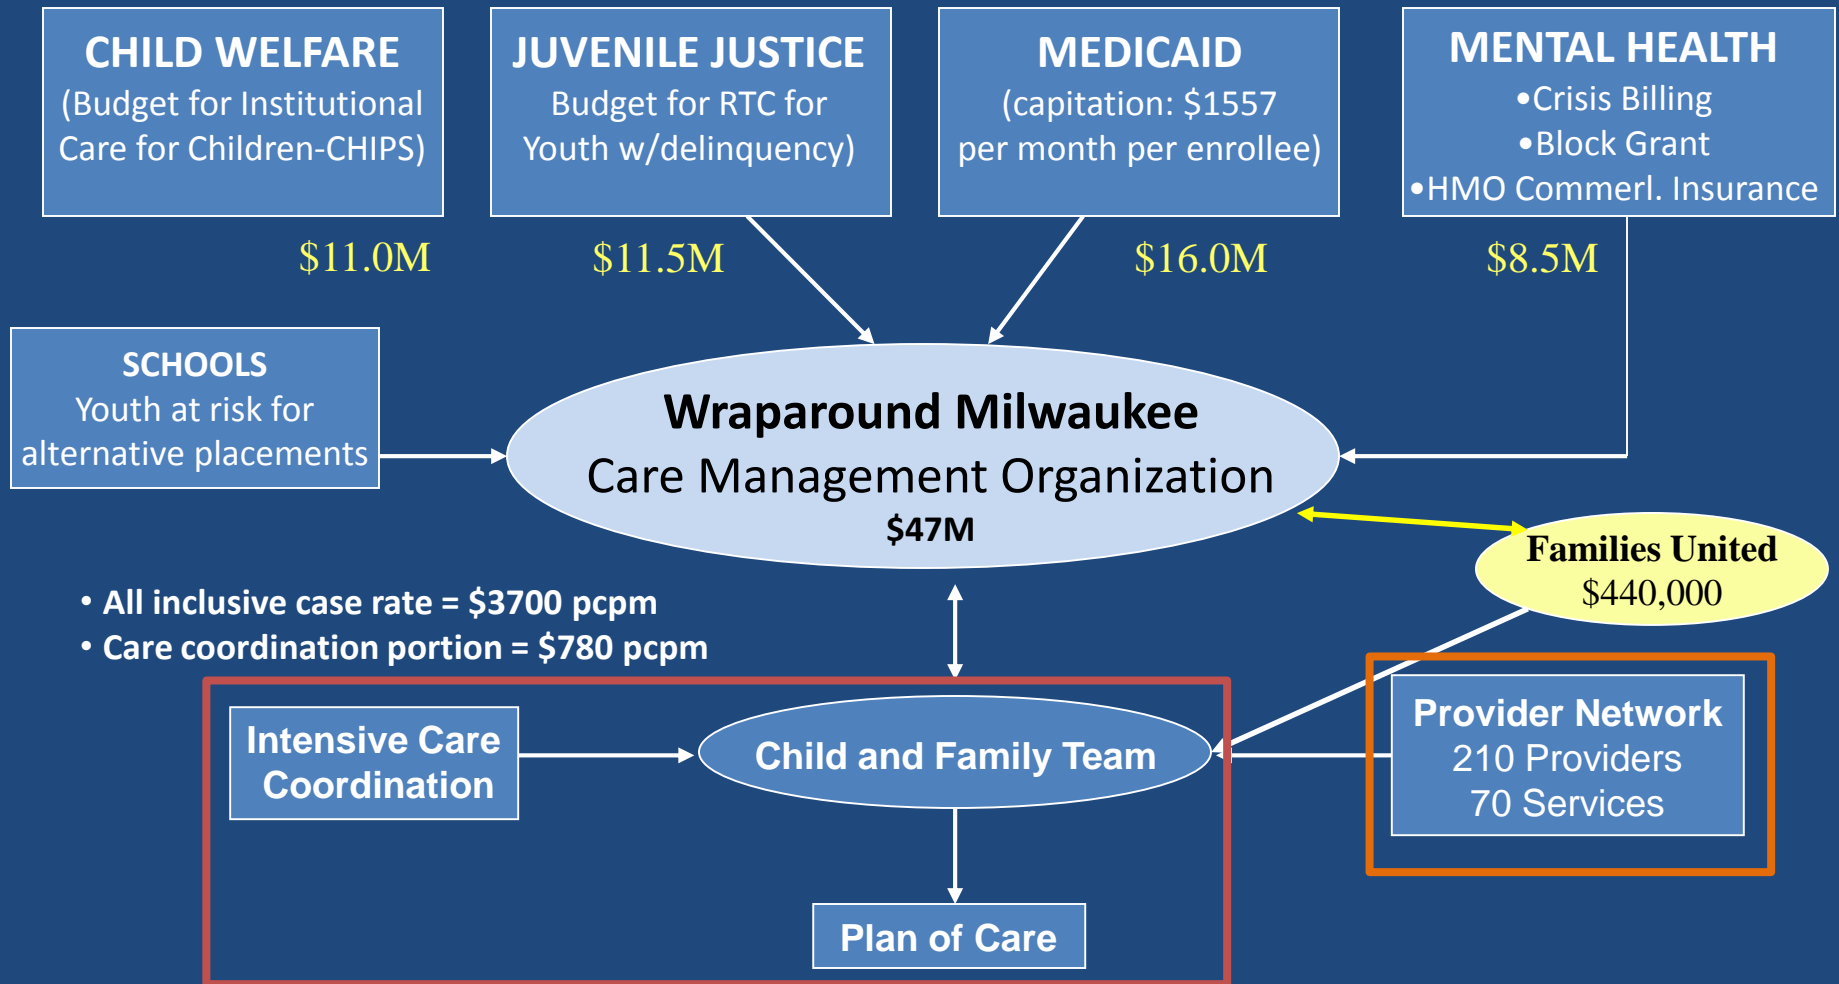 CHILD WELFARE
(Budget for Institutional
Care for Children-CHIPS)
JUVENILE JUSTICE
Budget for RTC for
Youth w/delinquency)
MEDICAID
(capitation: $1557
per month per enrollee)
MENTAL HEALTH
•Crisis Billing
•Block Grant
•HMO Commerl. Insurance
$11.0M
$11.5M
$16.0M
$8.5M
SCHOOLS
Youth at risk for
alternative placements
Wraparound Milwaukee
Care Management Organization
$47M
Families United
$440,000
• All inclusive case rate = $3700 pcpm
• Care coordination portion = $780 pcpm
Intensive Care
Coordination
Child and Family Team
Provider Network
210 Providers
70 Services
Plan of Care